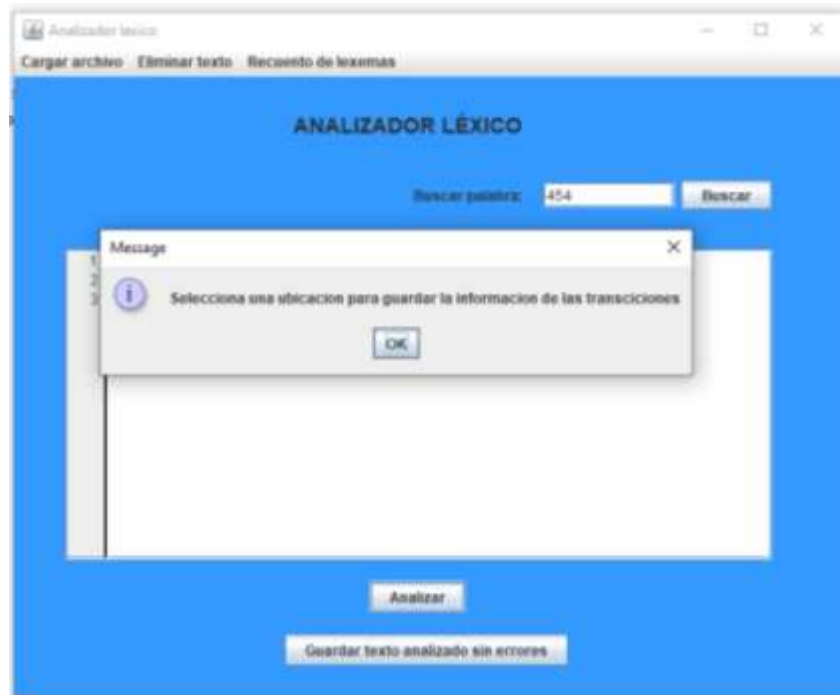 Analizador lexico
Cargar archivo Eliminar texto Recuento de lexemas
ANALIZADOR LÉXICO
Buscar palabra: 454 Buscar
Message
Selecciona una ubicacion para guardar la informacion de las transciciones
OK
Analizar
Guardar texto analizado sin errores